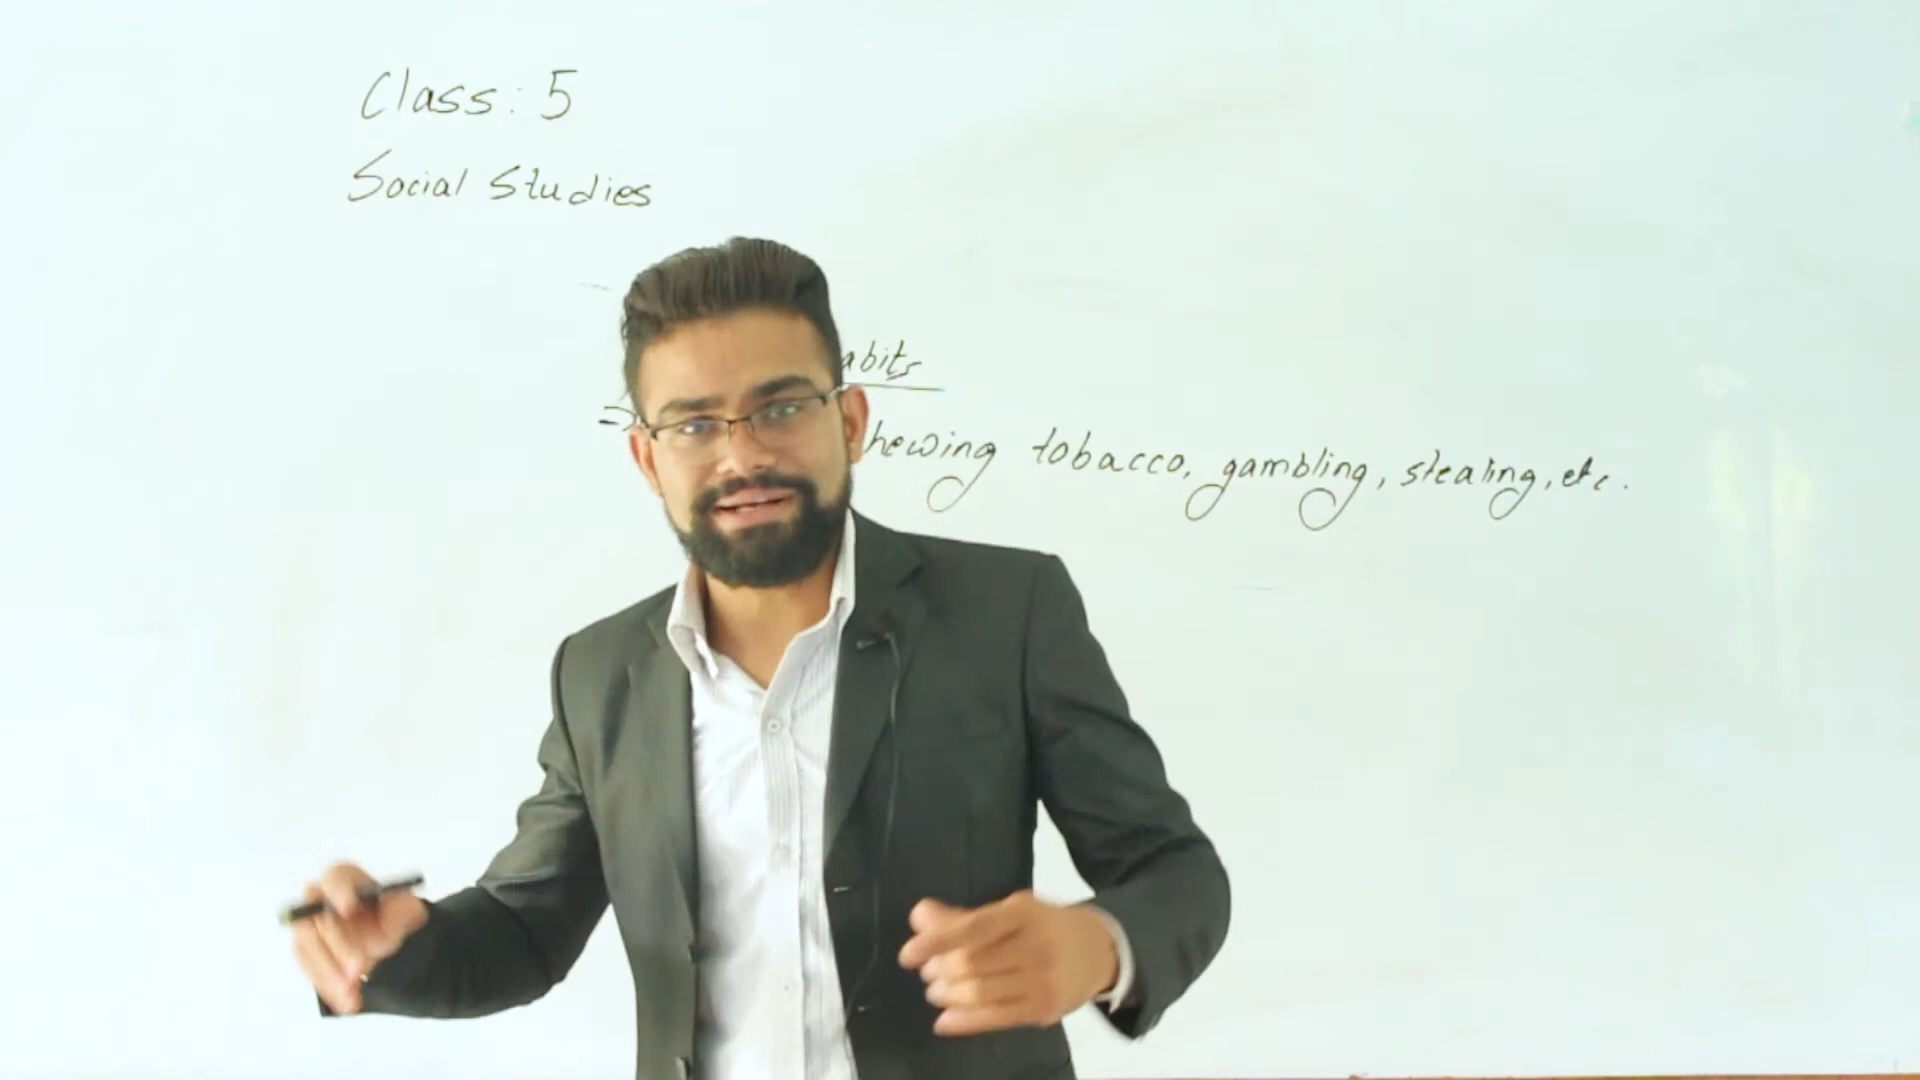 Class: 5
Social Studies
abits
⇒ hewing tobacco, gambling, stealing, etc.